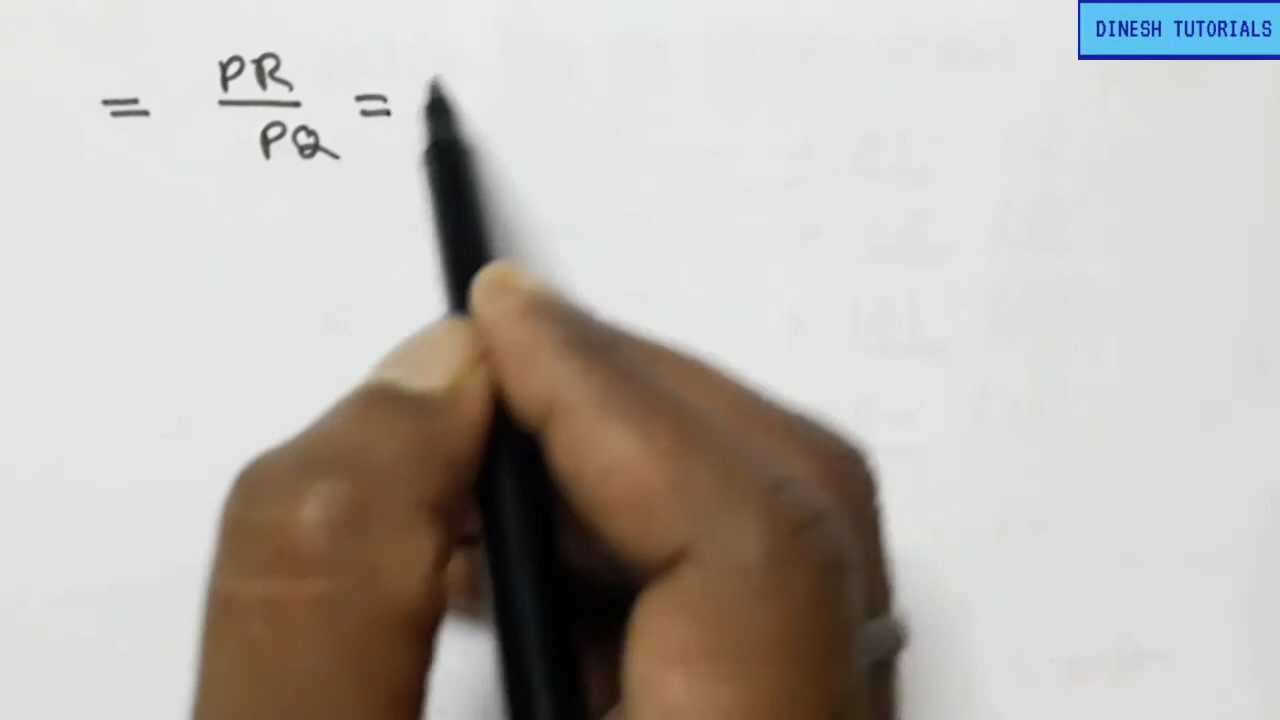 DINESH TUTORIALS
= PR =
PQ